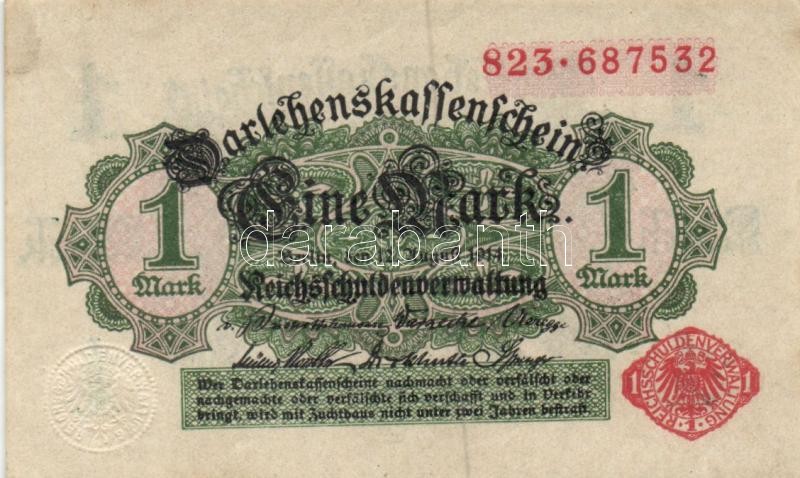 823·687532
Darlehenskassenschein
Eine Mark.
1
Mark
1
Mark
darabanth
Reichsschuldenverwaltung
Wer Darlehenskassenscheine nachmacht oder verfälscht oder
nachgemachte oder verfälschte sich verschafft und in Verkehr
bringt, wird mit Zuchthaus nicht unter zwei Jahren bestraft.
REICHSSCHULDENVERWALTUNG
1
1
·1·